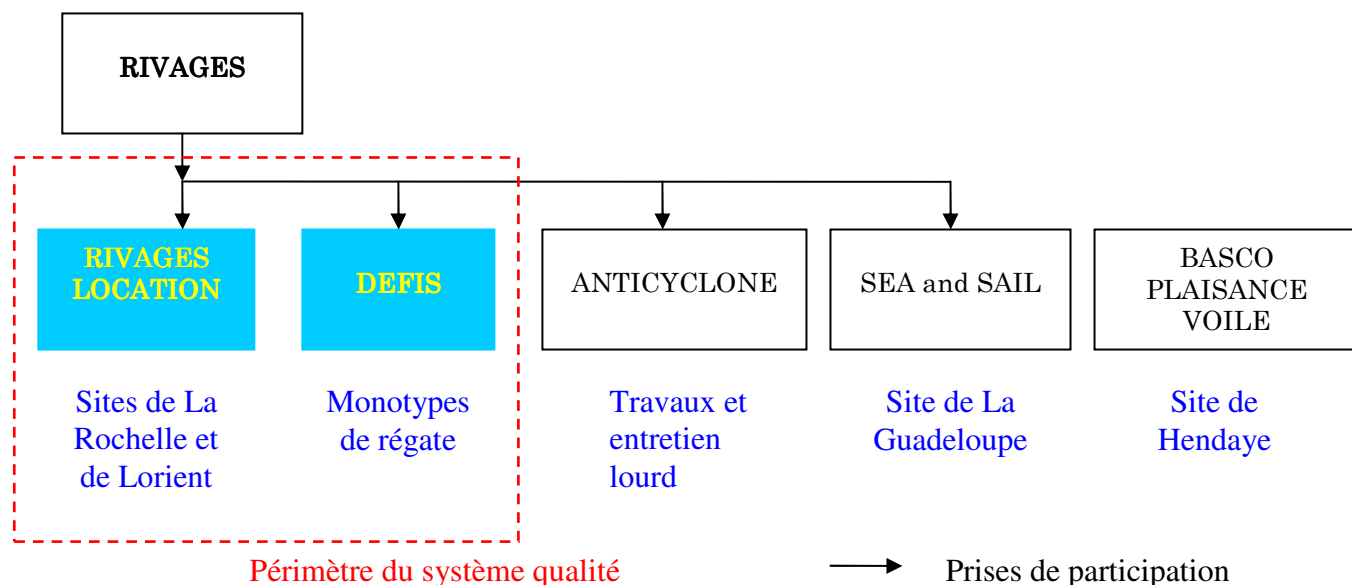 RIVAGES
RIVAGES
LOCATION
DEFIS
ANTICYCLONE
SEA and SAIL
BASCO
PLAISANCE
VOILE
Sites de La
Rochelle et
de Lorient
Monotypes
de régate
Travaux et
entretien
lourd
Site de La
Guadeloupe
Site de
Hendaye
Périmètre du système qualité
Prises de participation